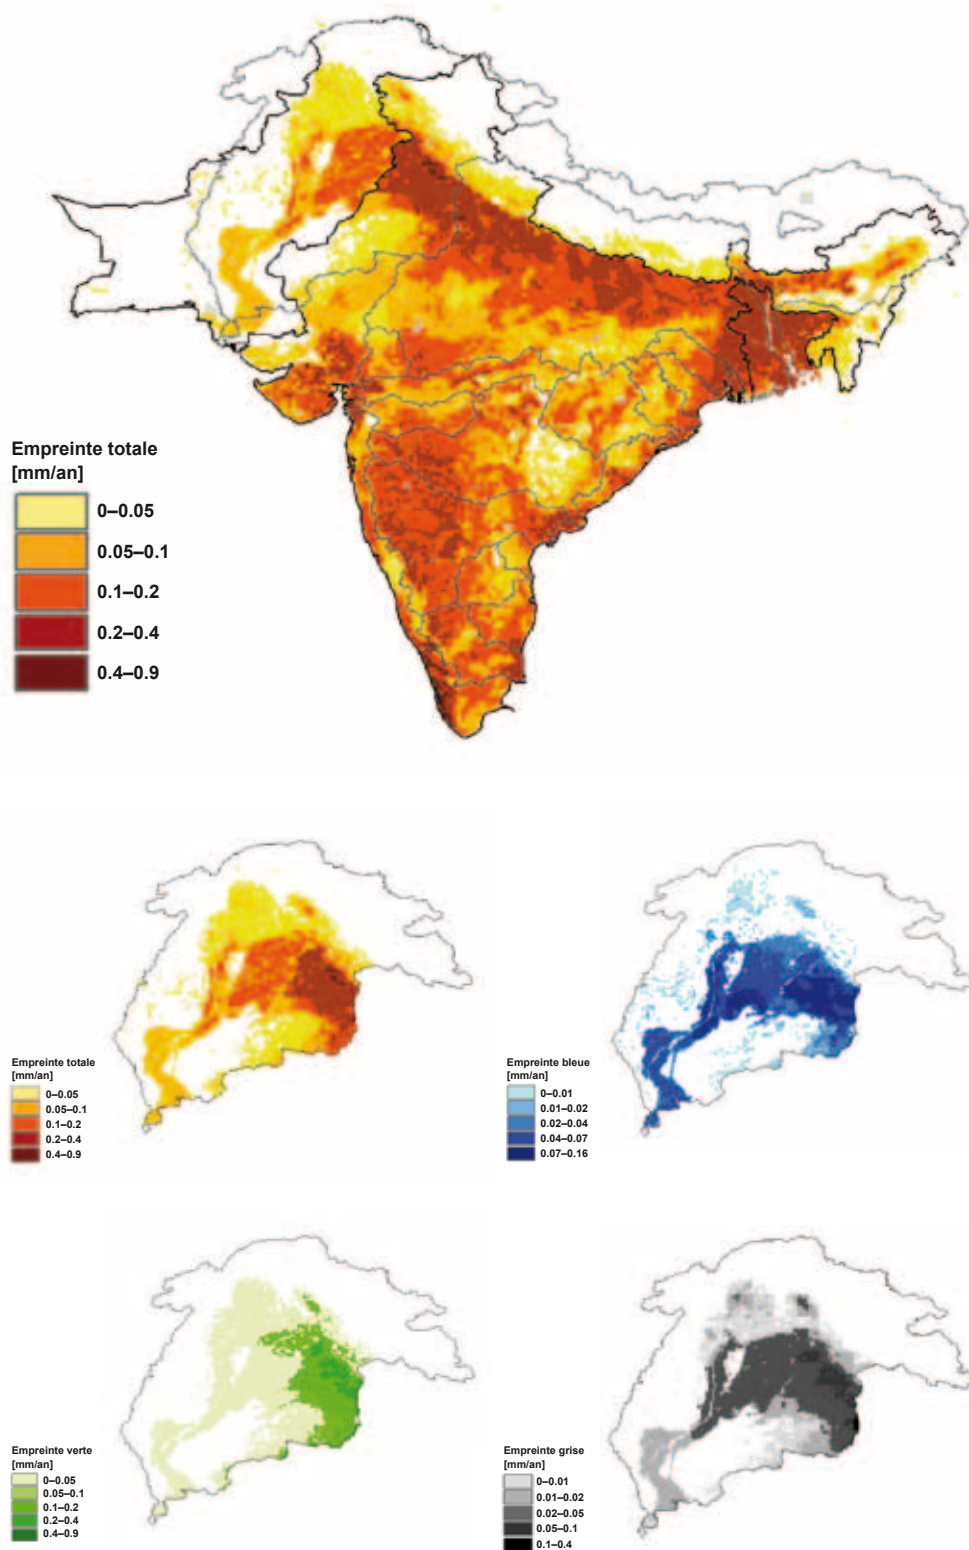 Empreinte totale
[mm/an]
0–0.05
0.05–0.1
0.1–0.2
0.2–0.4
0.4–0.9
Empreinte totale
[mm/an]
0–0.05
0.05–0.1
0.1–0.2
0.2–0.4
0.4–0.9
Empreinte bleue
[mm/an]
0–0.01
0.01–0.02
0.02–0.04
0.04–0.07
0.07–0.16
Empreinte verte
[mm/an]
0–0.05
0.05–0.1
0.1–0.2
0.2–0.4
0.4–0.9
Empreinte grise
[mm/an]
0–0.01
0.01–0.02
0.02–0.05
0.05–0.1
0.1–0.4